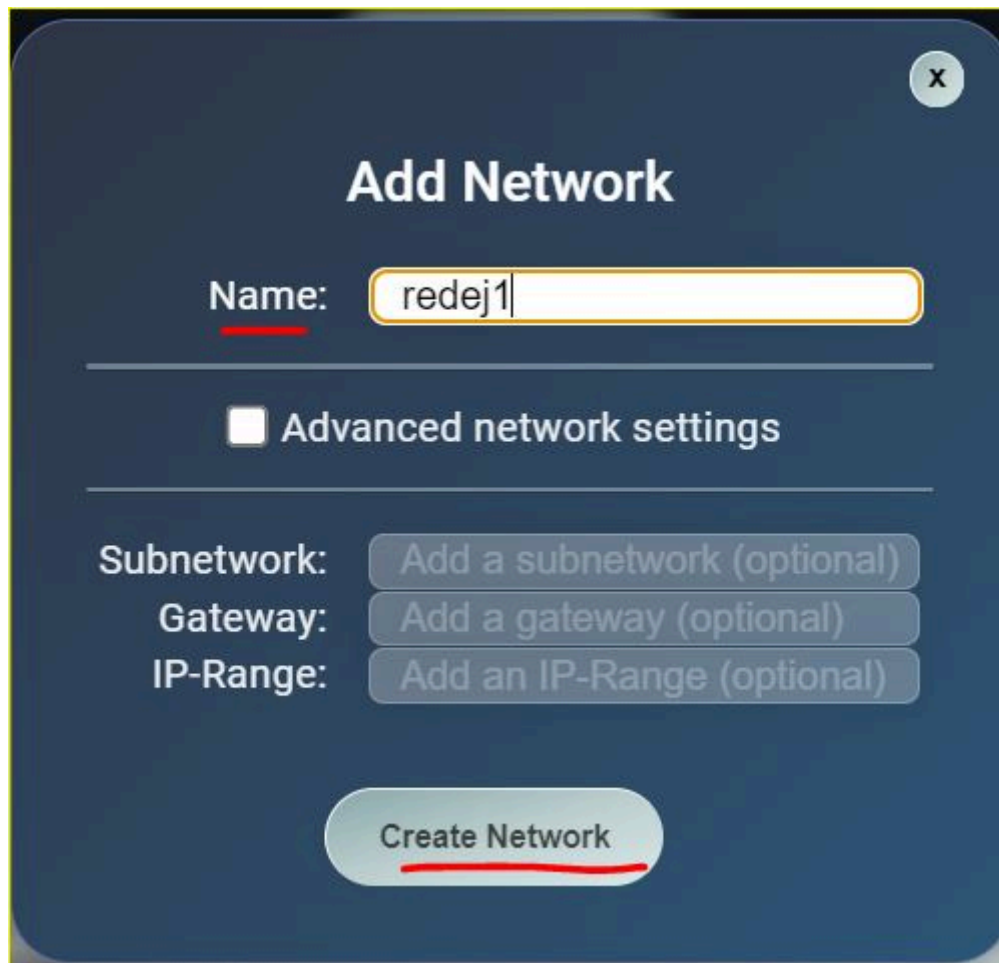 x
Add Network
Name: redej1
Advanced network settings
Subnetwork: Add a subnetwork (optional)
Gateway: Add a gateway (optional)
IP-Range: Add an IP-Range (optional)
Create Network